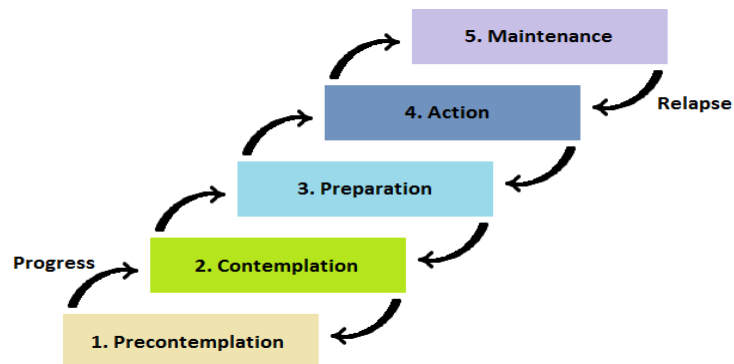 5. Maintenance
Relapse
4. Action
3. Preparation
Progress
2. Contemplation
1. Precontemplation